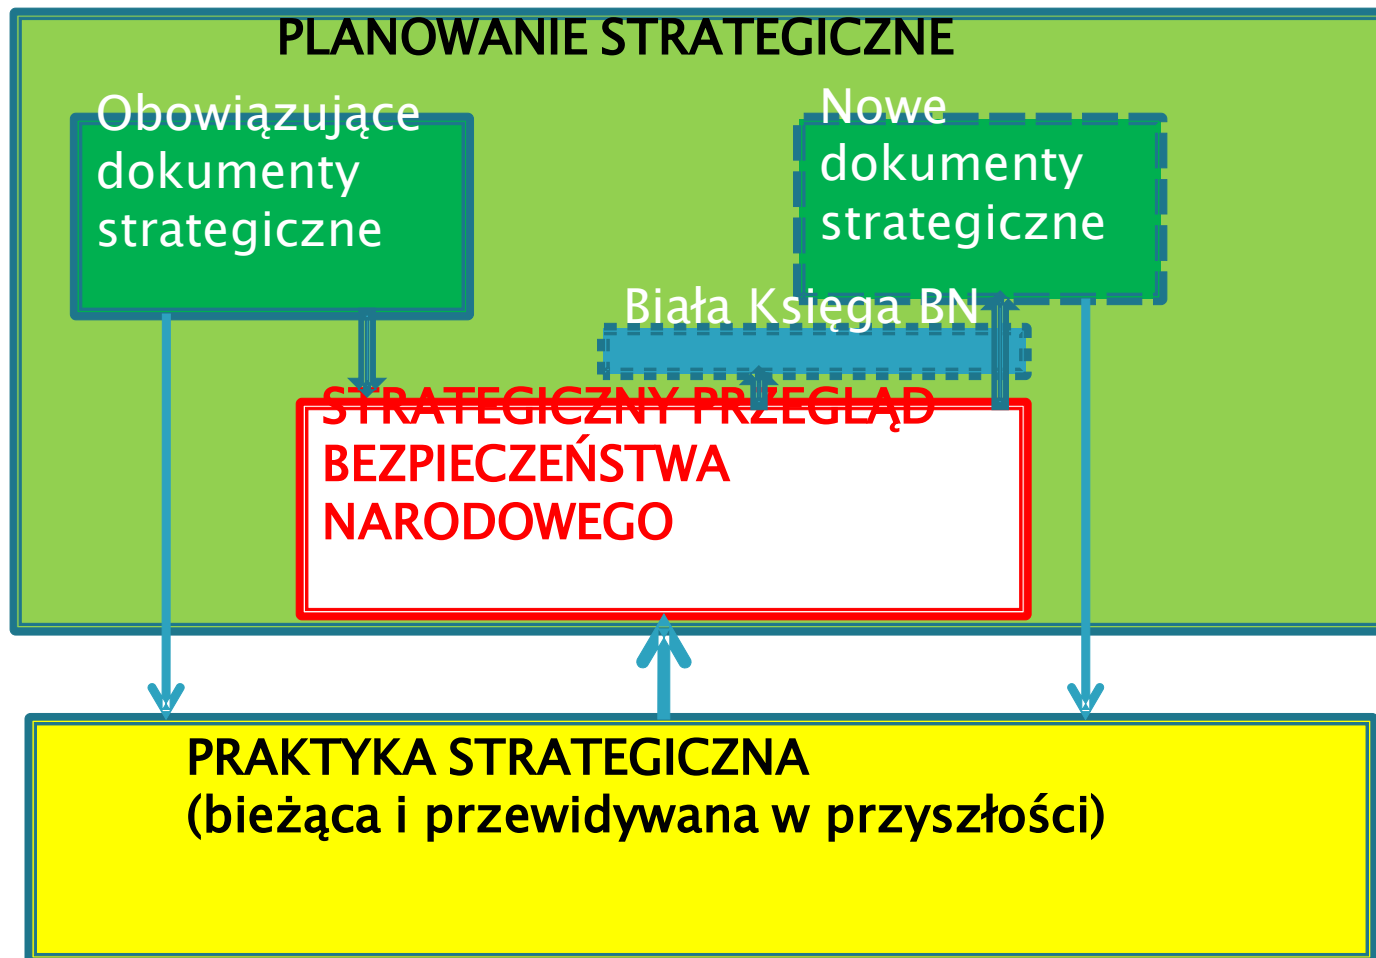 PLANOWANIE STRATEGICZNE
Obowiązujące
dokumenty
strategiczne
Nowe
dokumenty
strategiczne
Biała Księga BN
STRATEGICZNY PRZEGLĄD
BEZPIECZEŃSTWA
NARODOWEGO
PRAKTYKA STRATEGICZNA
(bieżąca i przewidywana w przyszłości)